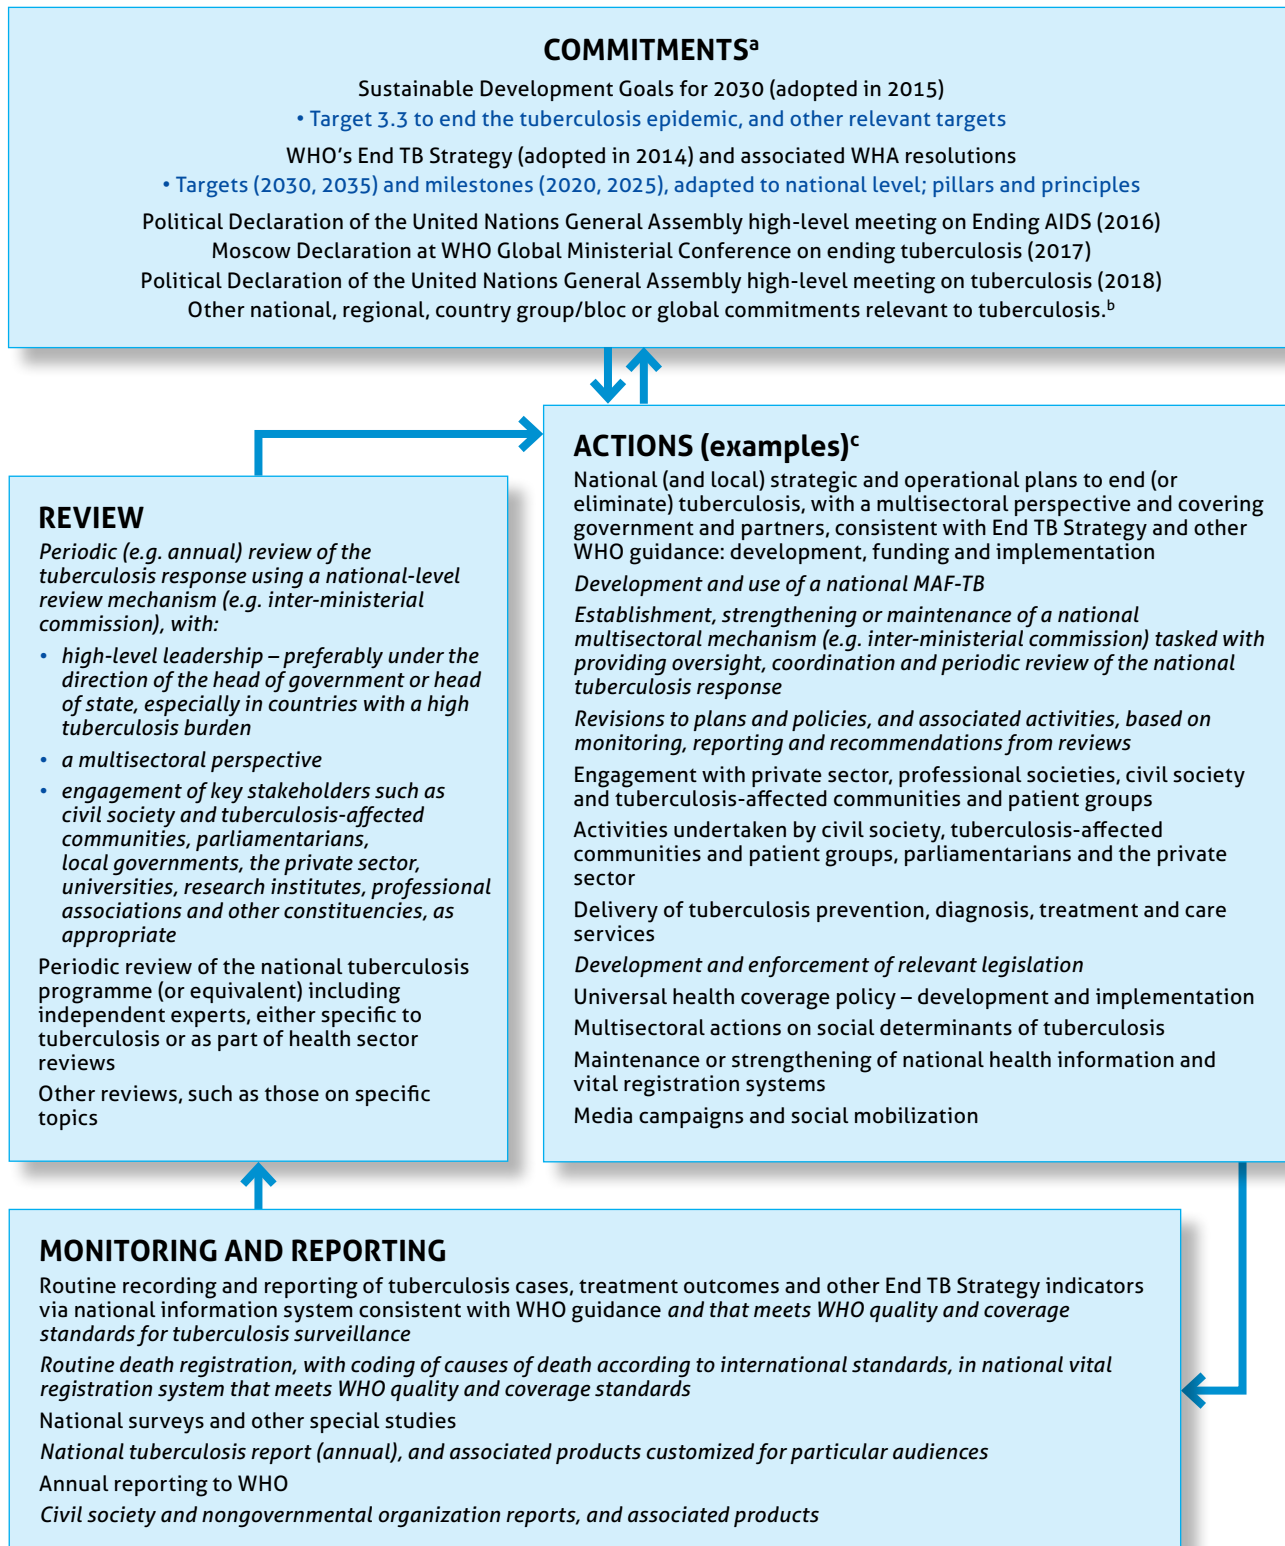 COMMITMENTSᵃ
Sustainable Development Goals for 2030 (adopted in 2015)
• Target 3.3 to end the tuberculosis epidemic, and other relevant targets
WHO’s End TB Strategy (adopted in 2014) and associated WHA resolutions
• Targets (2030, 2035) and milestones (2020, 2025), adapted to national level; pillars and principles
Political Declaration of the United Nations General Assembly high-level meeting on Ending AIDS (2016)
Moscow Declaration at WHO Global Ministerial Conference on ending tuberculosis (2017)
Political Declaration of the United Nations General Assembly high-level meeting on tuberculosis (2018)
Other national, regional, country group/bloc or global commitments relevant to tuberculosis.ᵇ
ACTIONS (examples)ᶜ
National (and local) strategic and operational plans to end (or
eliminate) tuberculosis, with a multisectoral perspective and covering
government and partners, consistent with End TB Strategy and other
WHO guidance: development, funding and implementation
Development and use of a national MAF-TB
Establishment, strengthening or maintenance of a national
multisectoral mechanism (e.g. inter-ministerial commission) tasked with
providing oversight, coordination and periodic review of the national
tuberculosis response
Revisions to plans and policies, and associated activities, based on
monitoring, reporting and recommendations from reviews
Engagement with private sector, professional societies, civil society
and tuberculosis-affected communities and patient groups
Activities undertaken by civil society, tuberculosis-affected
communities and patient groups, parliamentarians and the private
sector
Delivery of tuberculosis prevention, diagnosis, treatment and care
services
Development and enforcement of relevant legislation
Universal health coverage policy – development and implementation
Multisectoral actions on social determinants of tuberculosis
Maintenance or strengthening of national health information and
vital registration systems
Media campaigns and social mobilization
REVIEW
Periodic (e.g. annual) review of the
tuberculosis response using a national-level
review mechanism (e.g. inter-ministerial
commission), with:
• high-level leadership – preferably under the
direction of the head of government or head
of state, especially in countries with a high
tuberculosis burden
• a multisectoral perspective
• engagement of key stakeholders such as
civil society and tuberculosis-affected
communities, parliamentarians,
local governments, the private sector,
universities, research institutes, professional
associations and other constituencies, as
appropriate
Periodic review of the national tuberculosis
programme (or equivalent) including
independent experts, either specific to
tuberculosis or as part of health sector
reviews
Other reviews, such as those on specific
topics
MONITORING AND REPORTING
Routine recording and reporting of tuberculosis cases, treatment outcomes and other End TB Strategy indicators
via national information system consistent with WHO guidance and that meets WHO quality and coverage
standards for tuberculosis surveillance
Routine death registration, with coding of causes of death according to international standards, in national vital
registration system that meets WHO quality and coverage standards
National surveys and other special studies
National tuberculosis report (annual), and associated products customized for particular audiences
Annual reporting to WHO
Civil society and nongovernmental organization reports, and associated products